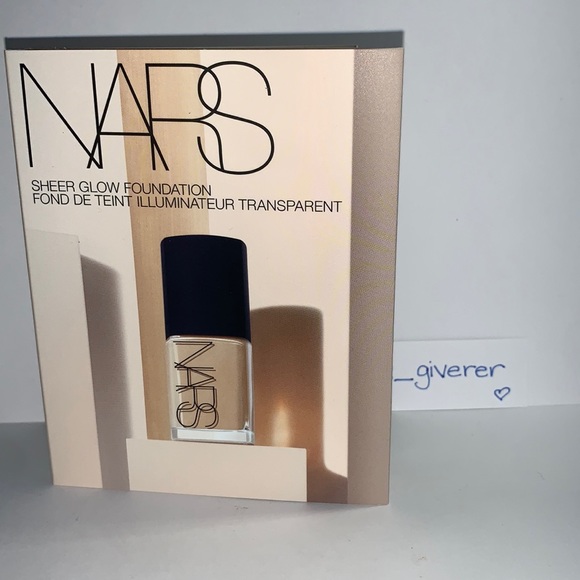 NARS
SHEER GLOW FOUNDATION
FOND DE TEINT ILLUMINATEUR TRANSPARENT
NARS
_giverer
♡